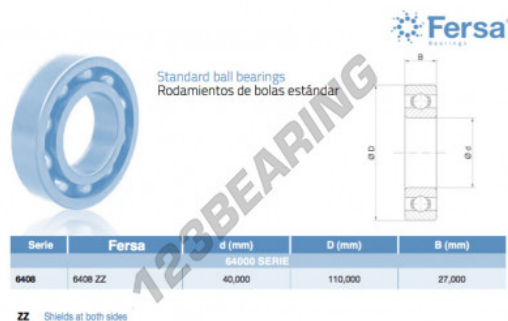 Fersa
Bearings
Standard ball bearings
Rodamientos de bolas estándar
B
Ø D
Ø d
123BEARING
Serie Fersa d (mm) D (mm) B (mm)
64000 SERIE
6408 6408 ZZ 40,000 110,000 27,000
ZZ Shields at both sides